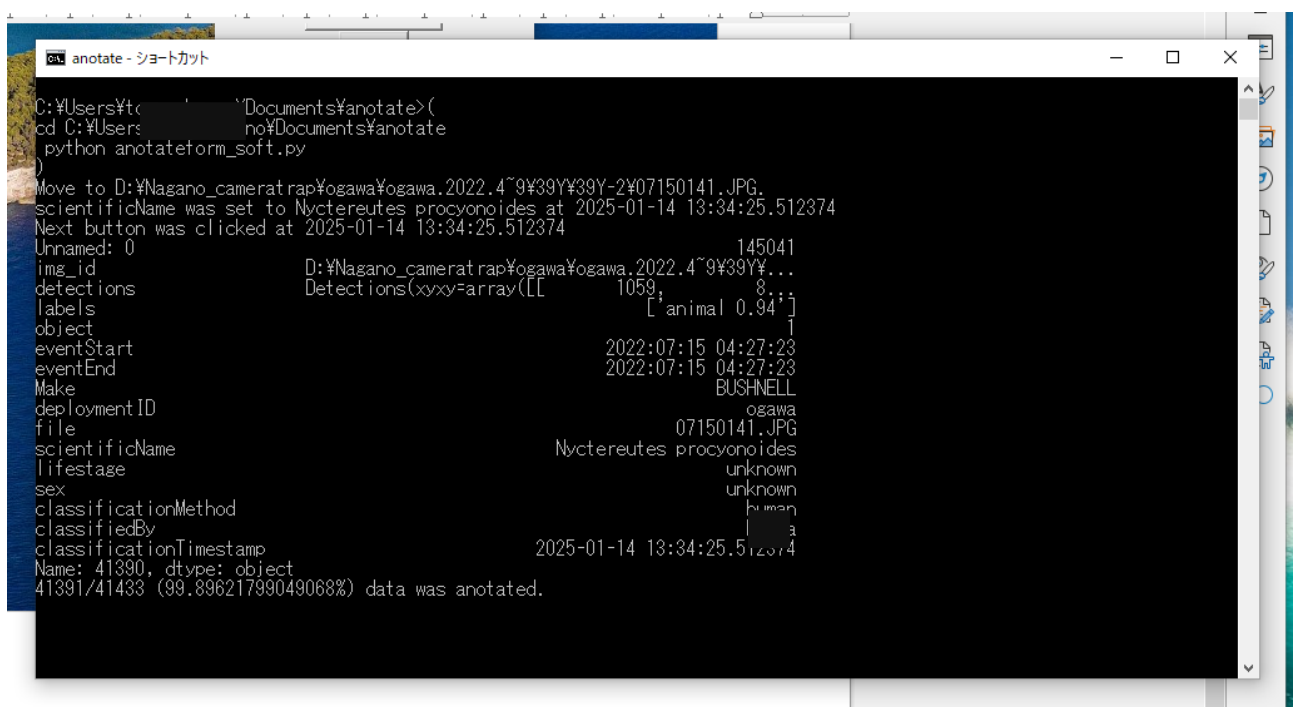 anotate - ショートカット
C:¥Users¥to ¥Documents¥anotate>(
cd C:¥Users no¥Documents¥anotate
python anotateform_soft.py
)
Move to D:¥Nagano_cameratrap¥ogawa¥ogawa.2022.4~9¥39Y¥39Y-2¥07150141.JPG.
scientificName was set to Nyctereutes procyonoides at 2025-01-14 13:34:25.512374
Next button was clicked at 2025-01-14 13:34:25.512374
Unnamed: 0 145041
img_id D:¥Nagano_cameratrap¥ogawa¥ogawa.2022.4~9¥39Y¥...
detections Detections(xyxy=array([[ 1059, 8...
labels ['animal 0.94']
object 1
eventStart 2022:07:15 04:27:23
eventEnd 2022:07:15 04:27:23
Make BUSHNELL
deploymentID ogawa
file 07150141.JPG
scientificName Nyctereutes procyonoides
lifestage unknown
sex unknown
classificationMethod human
classifiedBy a
classificationTimestamp 2025-01-14 13:34:25.512374
Name: 41390, dtype: object
41391/41433 (99.89621799049068%) data was anotated.